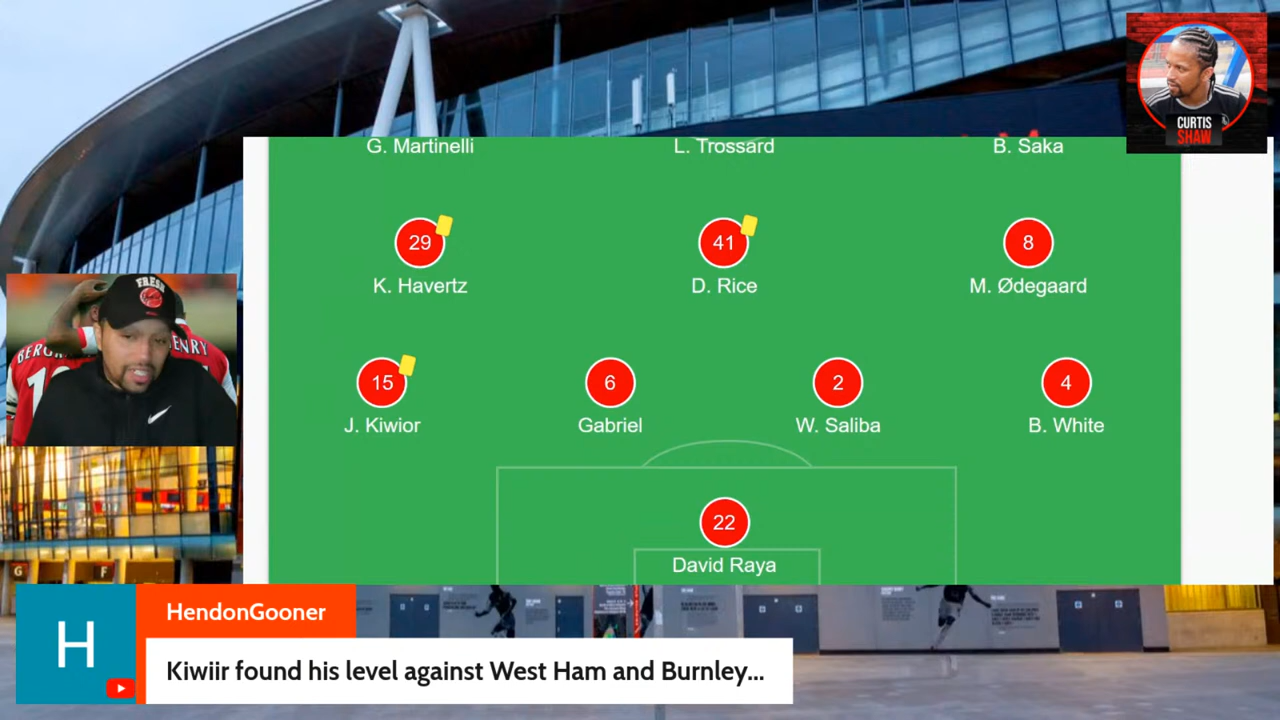 CURTIS
SHAW
G. Martinelli
L. Trossard
B. Saka
29
41
8
K. Havertz
D. Rice
M. Ødegaard
FRESH
ENRY
15
6
2
4
J. Kiwior
Gabriel
W. Saliba
B. White
22
David Raya
G
F
H
HendonGooner
Kiwiir found his level against West Ham and Burnley...